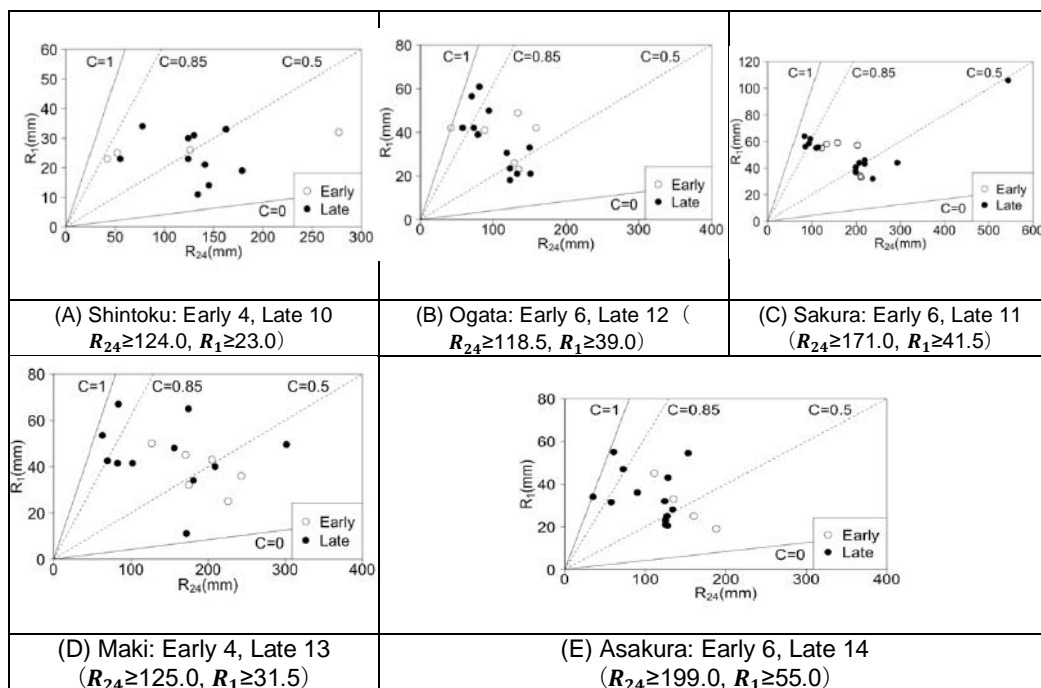 60
50
40
30
20
10
0
R1(mm)
C=1
C=0.85
C=0.5
C=0
Early
Late
0 50 100 150 200 250 300
R24(mm)
80
60
40
20
0
R1(mm)
C=1
C=0.85
C=0.5
C=0
Early
Late
0 100 200 300 400
R24(mm)
120
100
80
60
40
20
0
R1(mm)
C=1
C=0.85
C=0.5
C=0
Early
Late
0 100 200 300 400 500 600
R24(mm)
(A) Shintoku: Early 4, Late 10
R24≥124.0, R1≥23.0)
(B) Ogata: Early 6, Late 12（
R24≥118.5, R1≥39.0)
(C) Sakura: Early 6, Late 11
（R24≥171.0, R1≥41.5）
80
60
40
20
0
R1(mm)
C=1
C=0.85
C=0.5
C=0
Early
Late
0 100 200 300 400
R24(mm)
80
60
40
20
0
R1(mm)
C=1
C=0.85
C=0.5
C=0
Early
Late
0 100 200 300 400
R24(mm)
(D) Maki: Early 4, Late 13
（R24≥125.0, R1≥31.5）
(E) Asakura: Early 6, Late 14
（R24≥199.0, R1≥55.0）